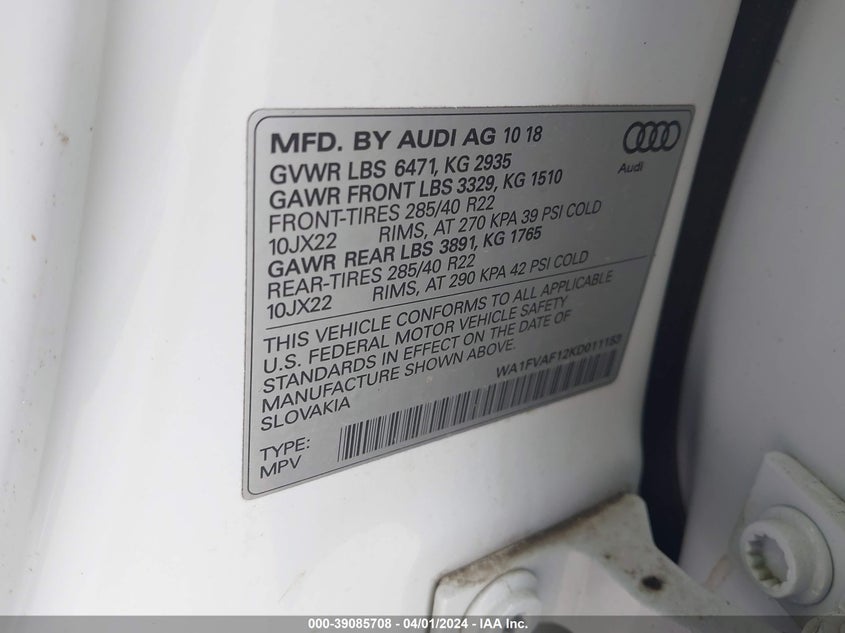 MFD. BY AUDI AG 10 18
Audi
GVWR LBS 6471, KG 2935
GAWR FRONT LBS 3329, KG 1510
FRONT-TIRES 285/40 R22
10JX22 RIMS, AT 270 KPA 39 PSI COLD
GAWR REAR LBS 3891, KG 1765
REAR-TIRES 285/40 R22
10JX22 RIMS, AT 290 KPA 42 PSI COLD
THIS VEHICLE CONFORMS TO ALL APPLICABLE
U.S. FEDERAL MOTOR VEHICLE SAFETY
STANDARDS IN EFFECT ON THE DATE OF
MANUFACTURE SHOWN ABOVE.
SLOVAKIA
WA1FVAF12KD011153
TYPE:
MPV
000-39085708 - 04/01/2024 - IAA Inc.